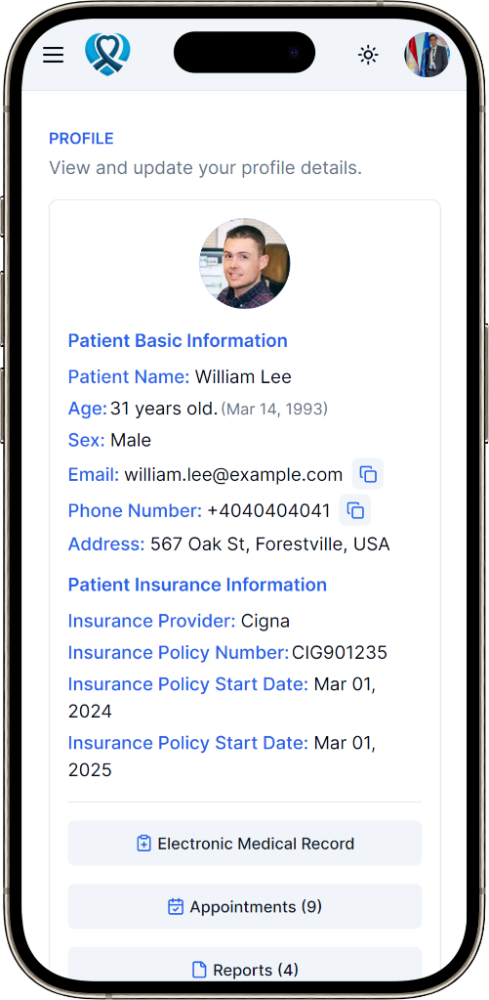 PROFILE
View and update your profile details.
Patient Basic Information
Patient Name: William Lee
Age: 31 years old. (Mar 14, 1993)
Sex: Male
Email: william.lee@example.com
Phone Number: +4040404041
Address: 567 Oak St, Forestville, USA
Patient Insurance Information
Insurance Provider: Cigna
Insurance Policy Number: CIG901235
Insurance Policy Start Date: Mar 01,
2024
Insurance Policy Start Date: Mar 01,
2025
Electronic Medical Record
Appointments (9)
Reports (4)